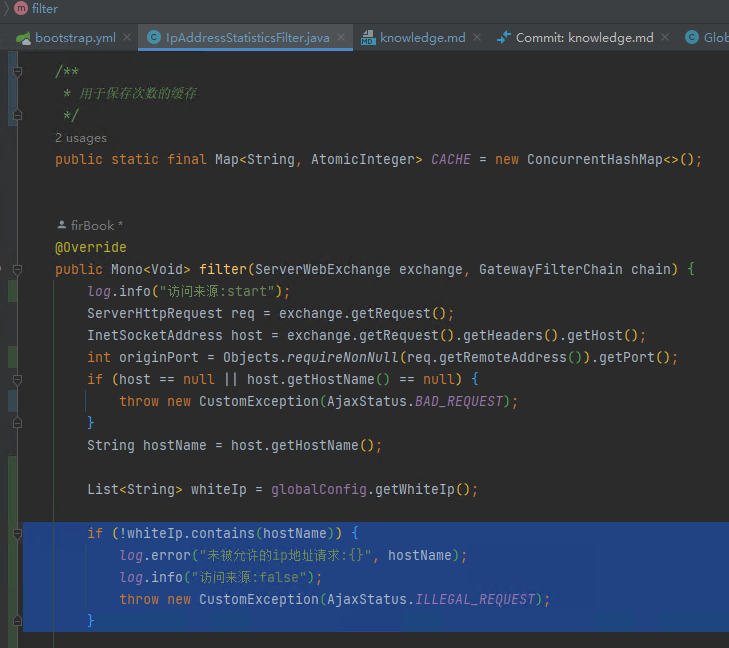 filter
bootstrap.yml × IpAddressStatisticsFilter.java × knowledge.md × Commit: knowledge.md × Glob
/**
* 用于保存次数的缓存
*/
2 usages
public static final Map<String, AtomicInteger> CACHE = new ConcurrentHashMap<>();
firBook *
@Override
public Mono<Void> filter(ServerWebExchange exchange, GatewayFilterChain chain) {
log.info("访问来源:start");
ServerHttpRequest req = exchange.getRequest();
InetSocketAddress host = exchange.getRequest().getHeaders().getHost();
int originPort = Objects.requireNonNull(req.getRemoteAddress()).getPort();
if (host == null || host.getHostName() == null) {
throw new CustomException(AjaxStatus.BAD_REQUEST);
}
String hostName = host.getHostName();
List<String> whiteIp = globalConfig.getWhiteIp();
if (!whiteIp.contains(hostName)) {
log.error("未被允许的ip地址请求:{}", hostName);
log.info("访问来源:false");
throw new CustomException(AjaxStatus.ILLEGAL_REQUEST);
}